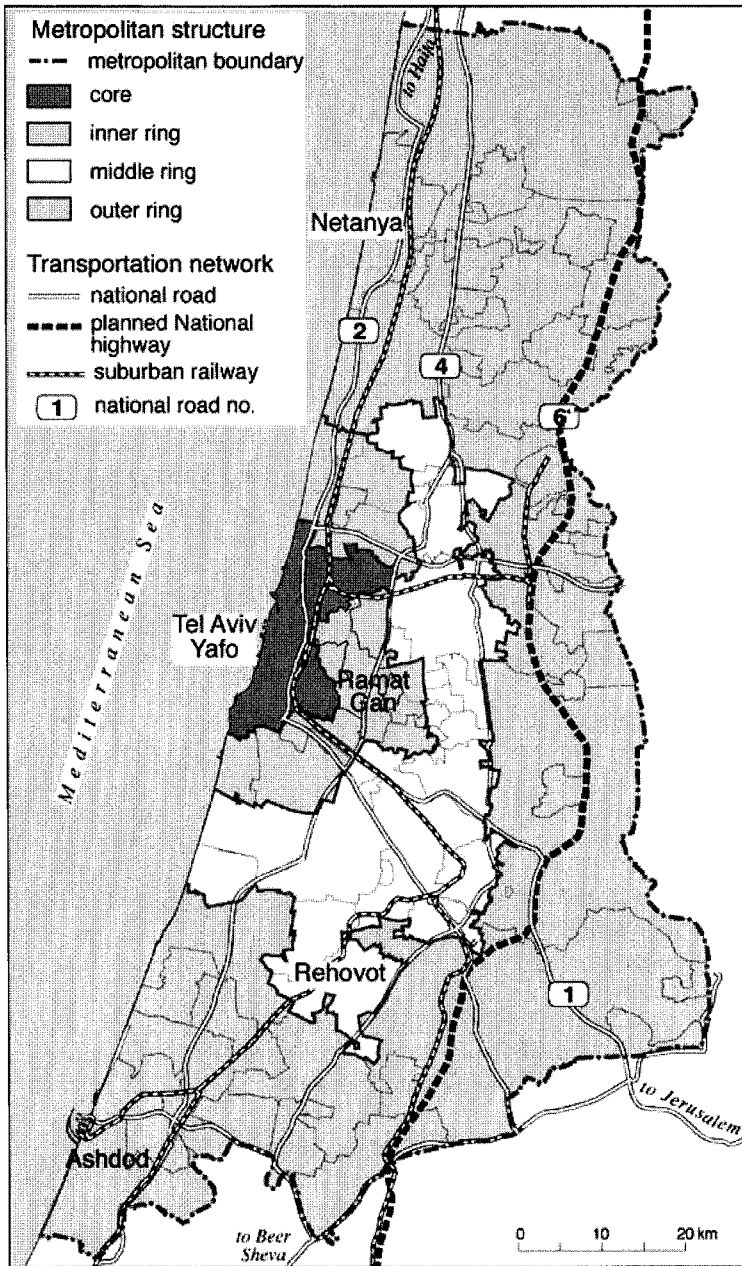 Metropolitan structure
metropolitan boundary
core
inner ring
middle ring
outer ring
Transportation network
national road
planned National
highway
suburban railway
1 national road no.
to Haifa
Netanya
2
4
6
Mediterranean Sea
Tel Aviv
Yafo
Ramat
Gan
Rehovot
1
to Jerusalem
Ashdod
to Beer
Sheva
0 10 20 km